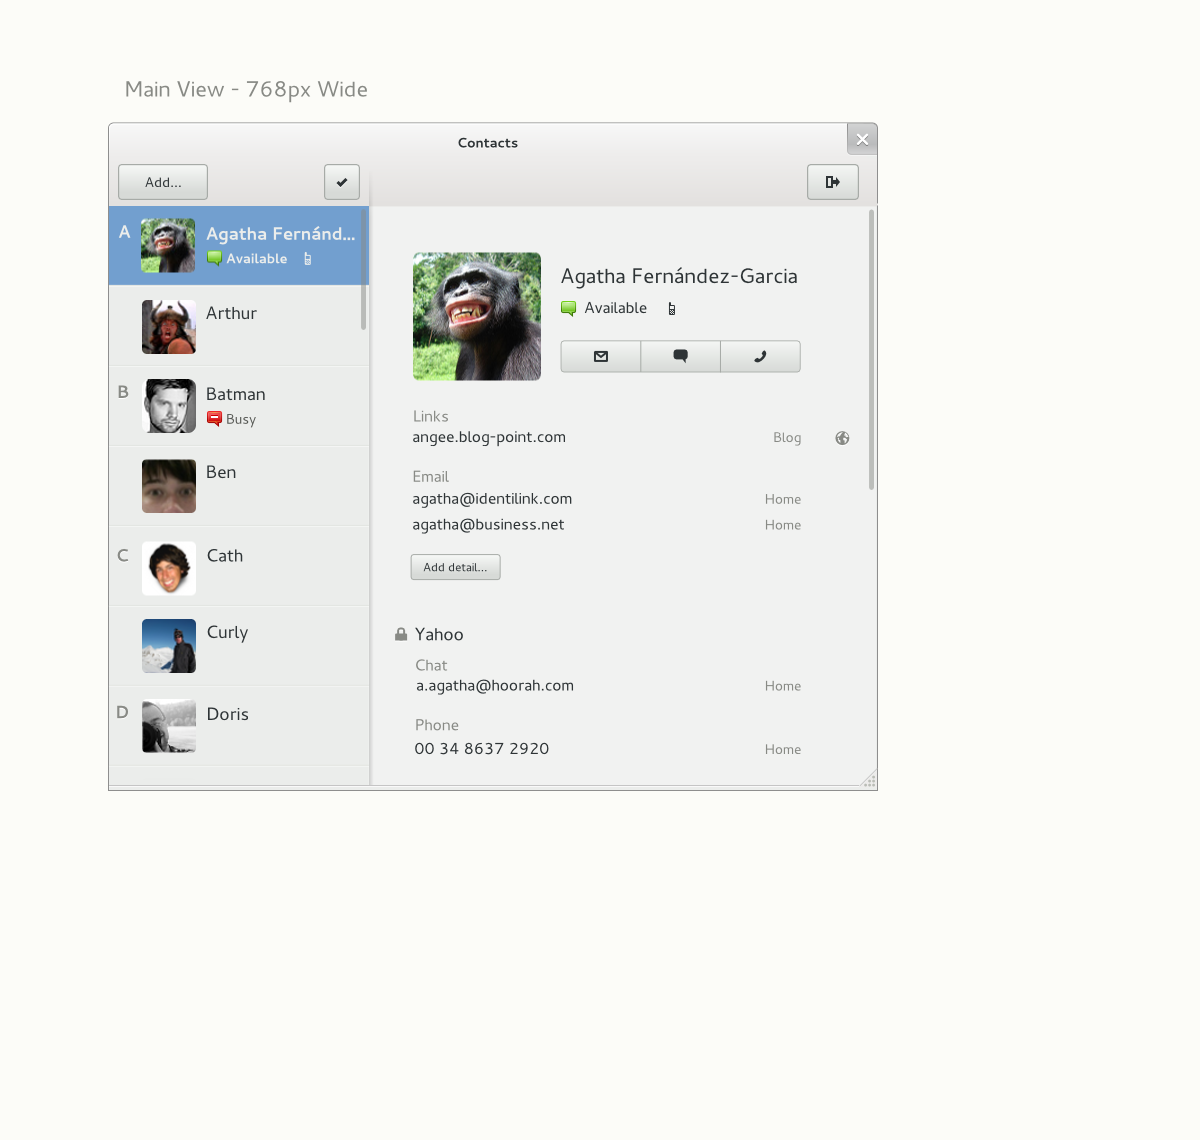 Main View - 768px Wide
Contacts
Add...
A
Agatha Fernánd...
Available
Arthur
B
Batman
Busy
Ben
C
Cath
Curly
D
Doris
Agatha Fernández-Garcia
Available
Links
angee.blog-point.com Blog
Email
agatha@identilink.com Home
agatha@business.net Home
Add detail...
Yahoo
Chat
a.agatha@hoorah.com Home
Phone
00 34 8637 2920 Home